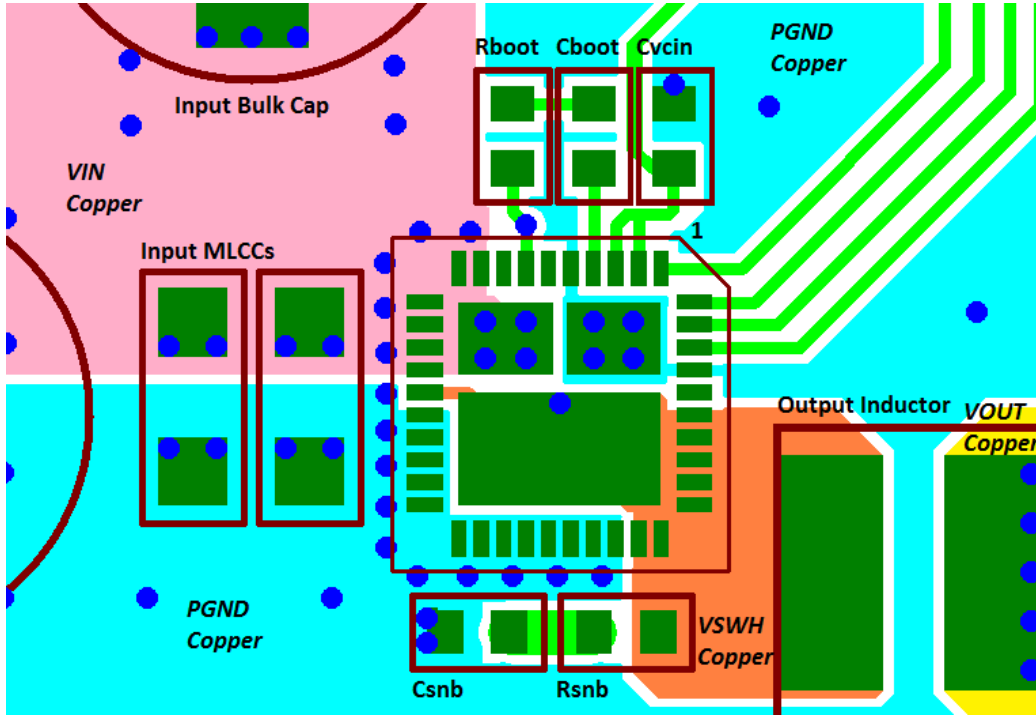 Rboot Cboot Cvcin
PGND
Copper
Input Bulk Cap
VIN
Copper
1
Input MLCCs
Output Inductor
VOUT
Copper
PGND
Copper
VSWH
Copper
Csnb
Rsnb